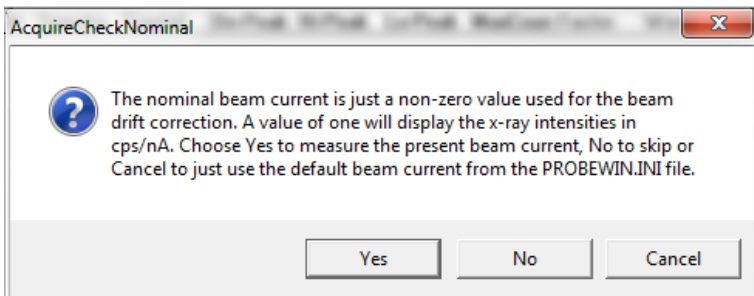 AcquireCheckNominal
The nominal beam current is just a non-zero value used for the beam
drift correction. A value of one will display the x-ray intensities in
cps/nA. Choose Yes to measure the present beam current, No to skip or
Cancel to just use the default beam current from the PROBEWIN.INI file.
Yes No Cancel